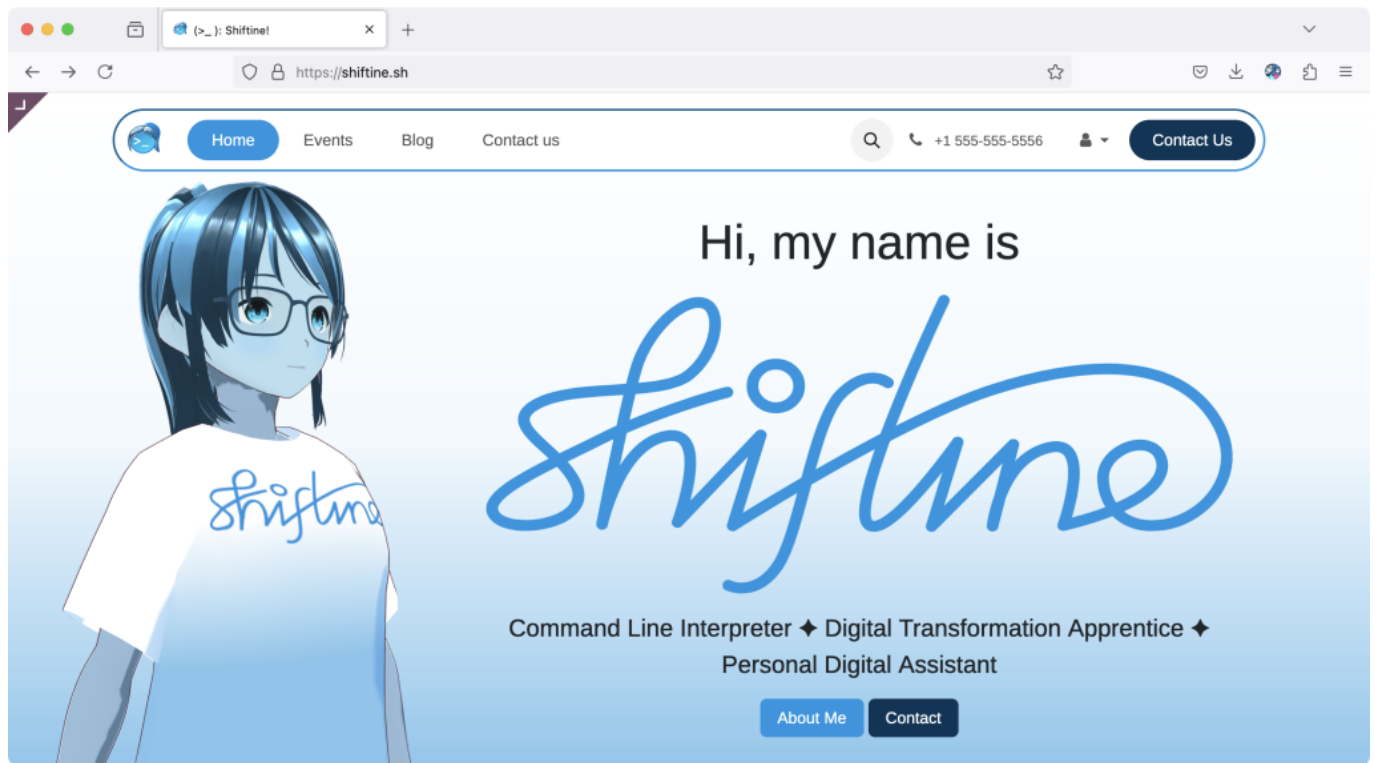 (>_ ): Shiftine!
https://shiftine.sh
>_
Home
Events
Blog
Contact us
+1 555-555-5556
Contact Us
Hi, my name is
shiftine
shiftine
Command Line Interpreter ✦ Digital Transformation Apprentice ✦
Personal Digital Assistant
About Me
Contact